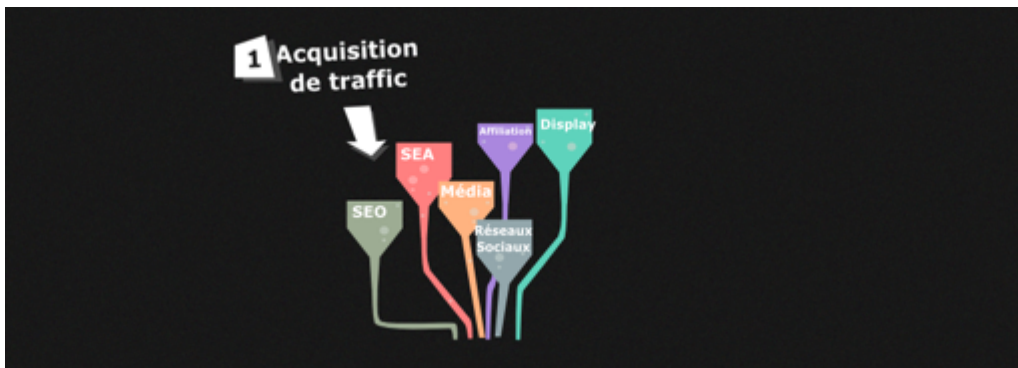 1 Acquisition
de traffic
Affiliation
Display
SEA
Média
SEO
Réseaux
Sociaux